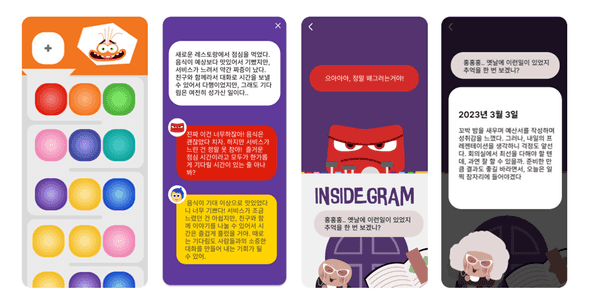 +
새로운 레스토랑에서 점심을 먹었다.
음식이 예상보다 맛있어서 기뻤지만,
서비스가 느려서 약간 짜증이 났다.
친구와 함께라서 대화로 시간을 보낼
수 있어서 다행이었지만, 그래도 기다
림은 여전히 성가신 일이다..
진짜 이건 너무하잖아! 음식은
괜찮았다 치자, 하지만 서비스가
느린 건 정말 못 참아! 즐거운
점심 시간이라고 모두가 한가롭
게 기다릴 시간이 있는 줄 아나
봐?
음식이 기대 이상으로 맛있었다
니 너무 기쁘다! 서비스가 조금
느렸던 건 아쉽지만, 친구와 함
께 이야기를 나눌 수 있어서 시
간은 즐겁게 흘렀을 거야. 때로
는 기다림도 사람들과의 소중한
대화를 만들어 내는 기회가 될
수 있어.
으아아아, 정말 왜그러는거야!!
INSIDE.GRAM
홍홍홍.. 옛날에 이런일이 있었지
추억을 한 번 보겠니?
홍홍홍.. 옛날에 이런일이 있었지
추억을 한 번 보겠니?
2023년 3월 3일
꼬박 밤을 새우며 예산서를 작성하며
성취감을 느꼈다. 그러나, 내일의 프
레젠테이션을 생각하니 걱정도 앞선
다. 회의실에서 최선을 다해야 할 텐
데, 과연 잘 할 수 있을까. 준비한 만
큼 결과도 좋길 바라면서, 오늘은 일
찍 잠자리에 들어야겠다